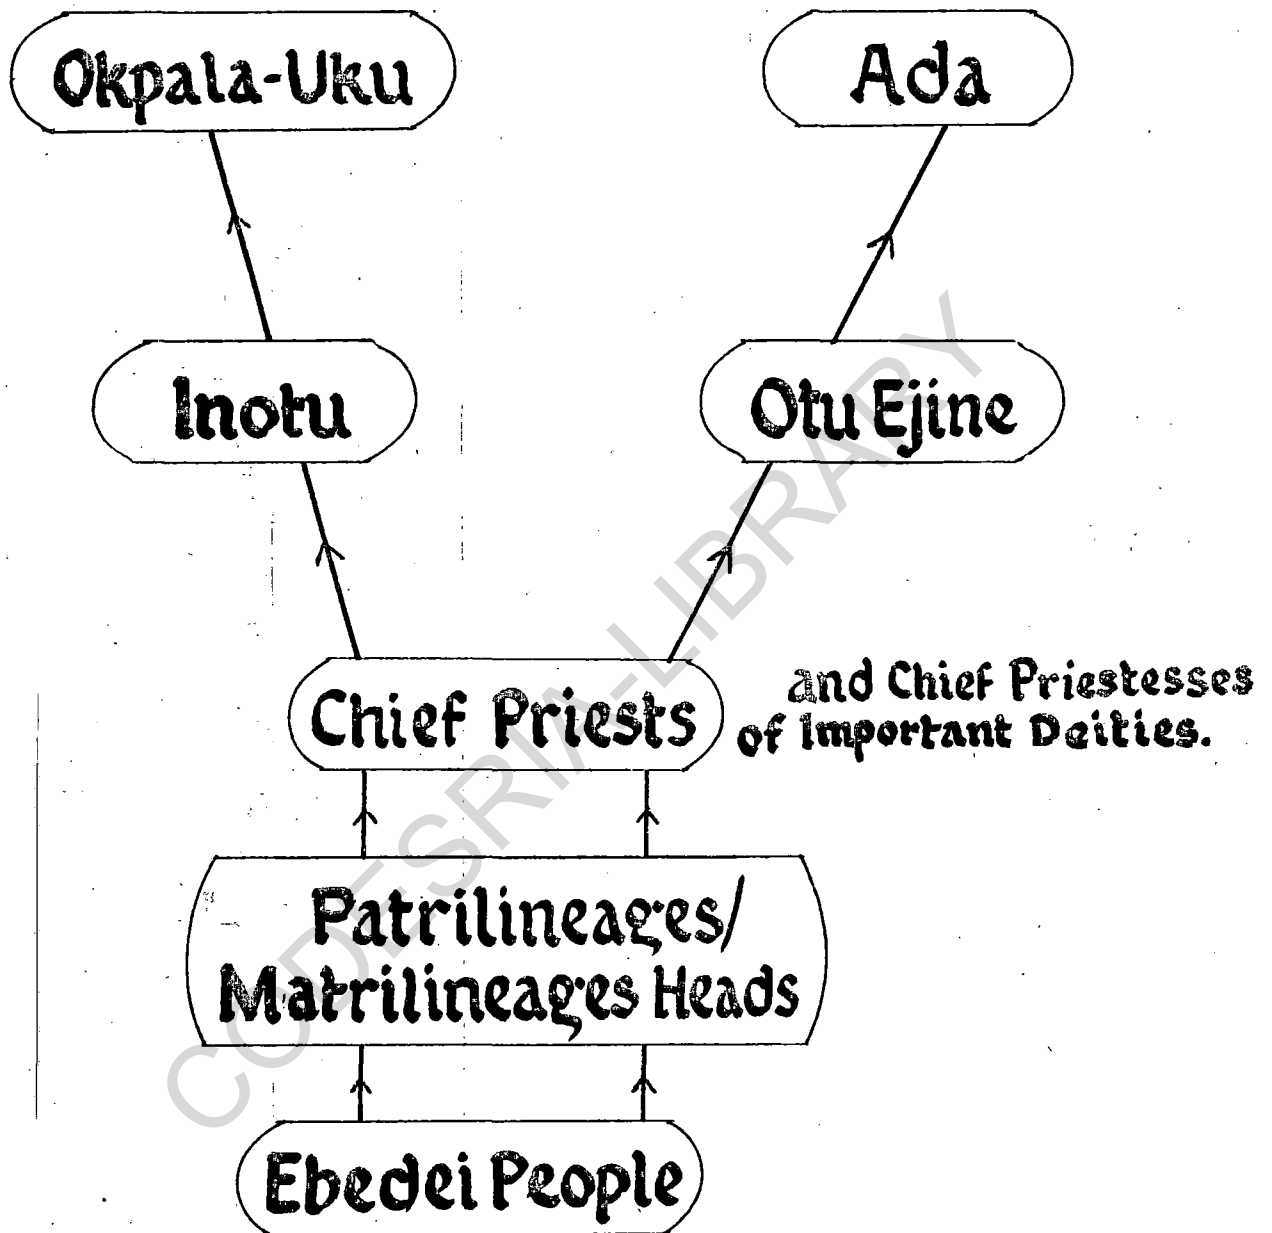 Okpala-Uku
Ada
Inotu
Otu Ejine
Chief Priests
and Chief Priestesses
of Important Deities.
Patrilineages/
Matrilineages Heads
Ebedei People
CODESRIA-LIBRARY